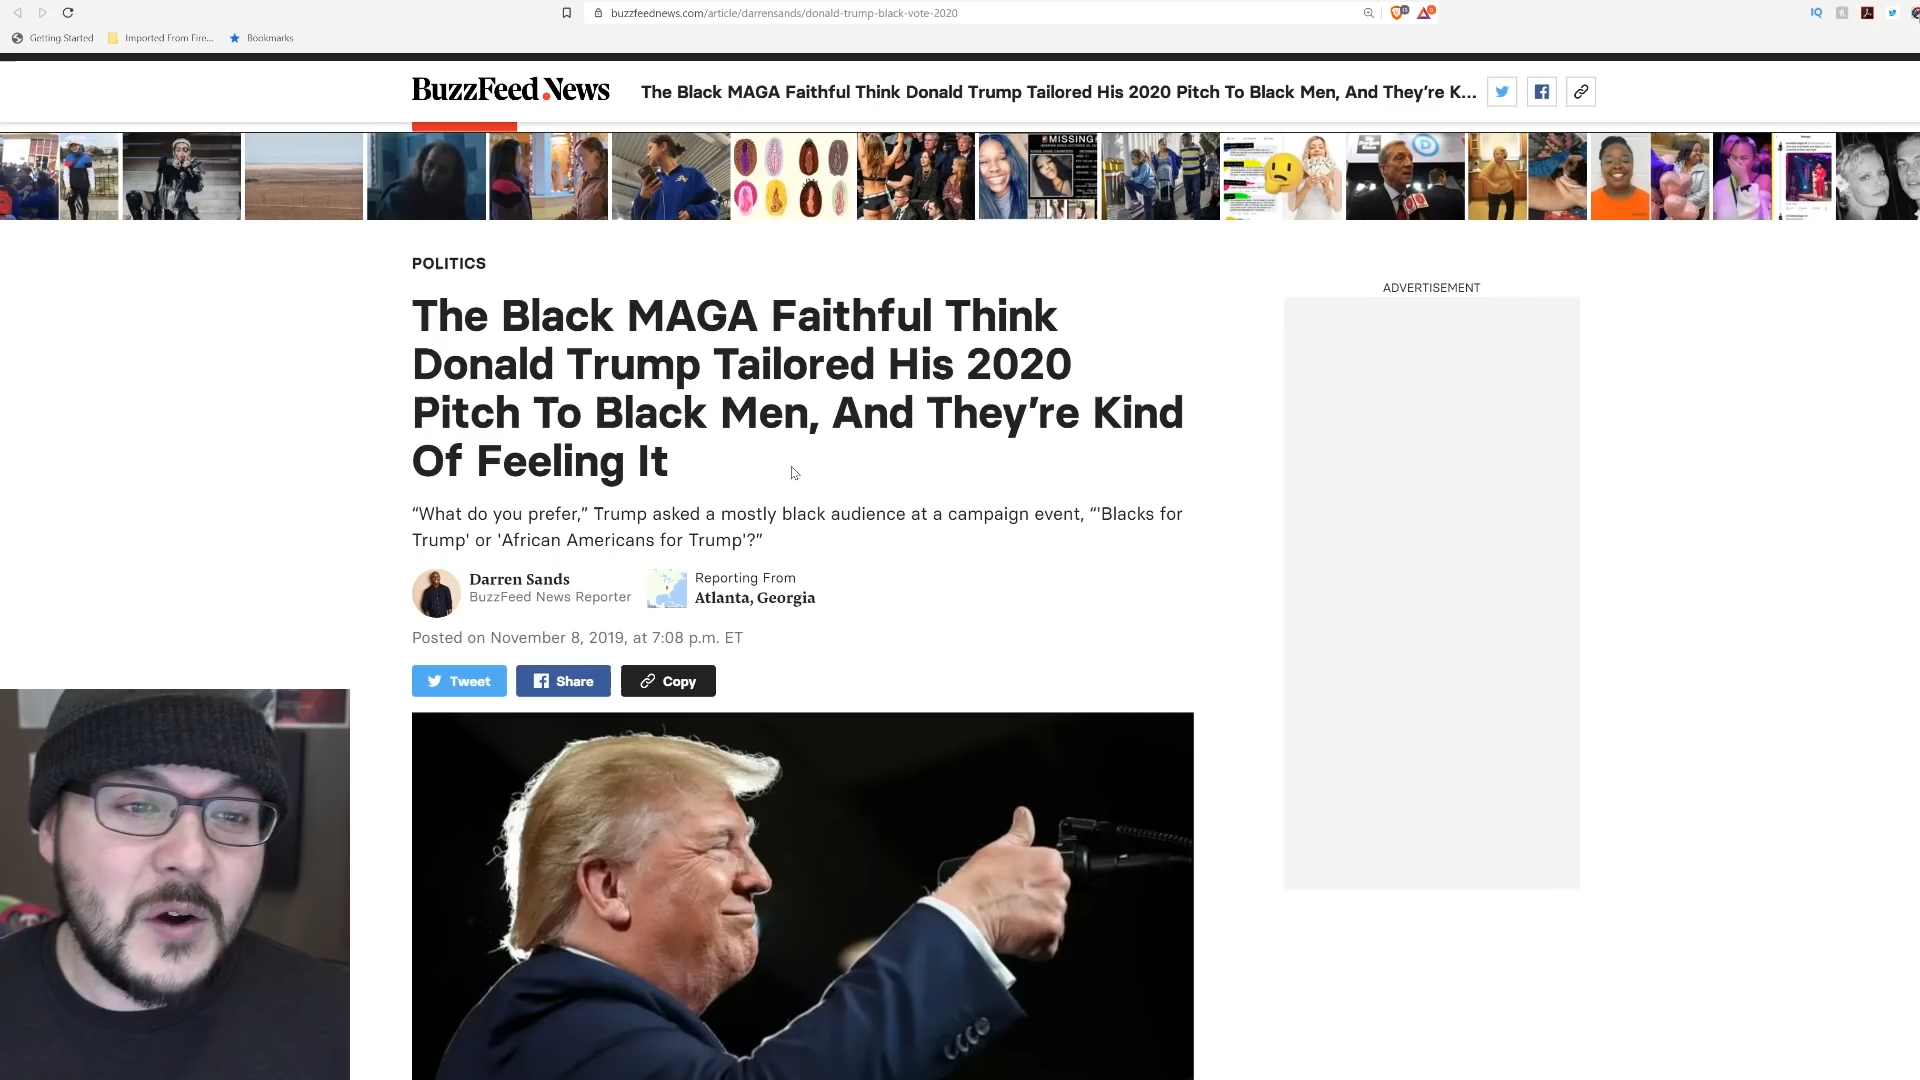 buzzfeednews.com/article/darrensands/donald-trump-black-vote-2020
IQ
Getting Started
Imported From Fire...
Bookmarks
BuzzFeed News
The Black MAGA Faithful Think Donald Trump Tailored His 2020 Pitch To Black Men, And They're K...
MISSING
POLITICS
ADVERTISEMENT
The Black MAGA Faithful Think
Donald Trump Tailored His 2020
Pitch To Black Men, And They’re Kind
Of Feeling It
“What do you prefer,” Trump asked a mostly black audience at a campaign event, “'Blacks for
Trump' or 'African Americans for Trump'?”
Darren Sands
BuzzFeed News Reporter
Reporting From
Atlanta, Georgia
Posted on November 8, 2019, at 7:08 p.m. ET
Tweet
Share
Copy